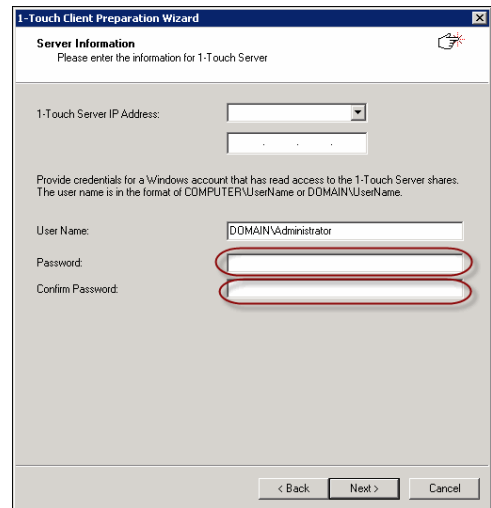 1-Touch Client Preparation Wizard
Server Information
Please enter the information for 1-Touch Server
1-Touch Server IP Address:
. . .
Provide credentials for a Windows account that has read access to the 1-Touch Server shares.
The user name is in the format of COMPUTER\UserName or DOMAIN\UserName.
User Name:
DOMAIN\Administrator
Password:
Confirm Password:
< Back
Next >
Cancel